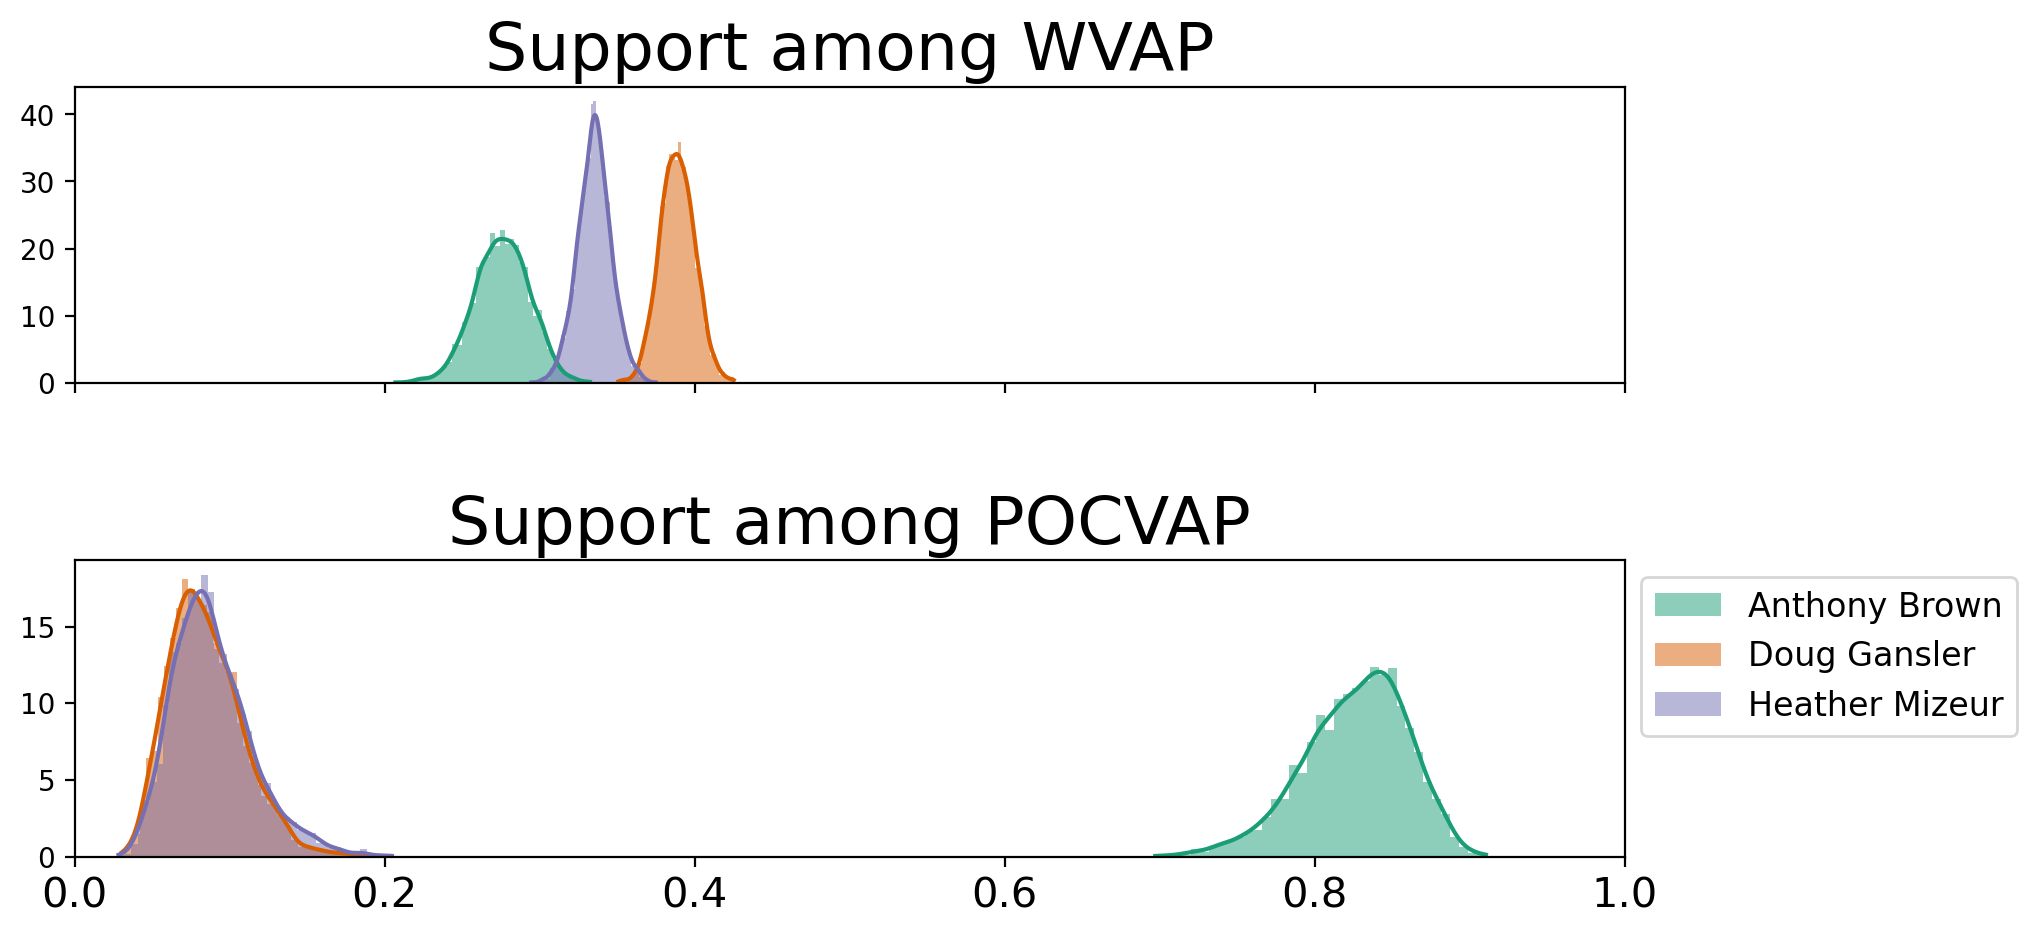 Support among WVAP
40
30
20
10
0
Support among POCVAP
15
10
5
0
0.0 0.2 0.4 0.6 0.8 1.0
Anthony Brown
Doug Gansler
Heather Mizeur